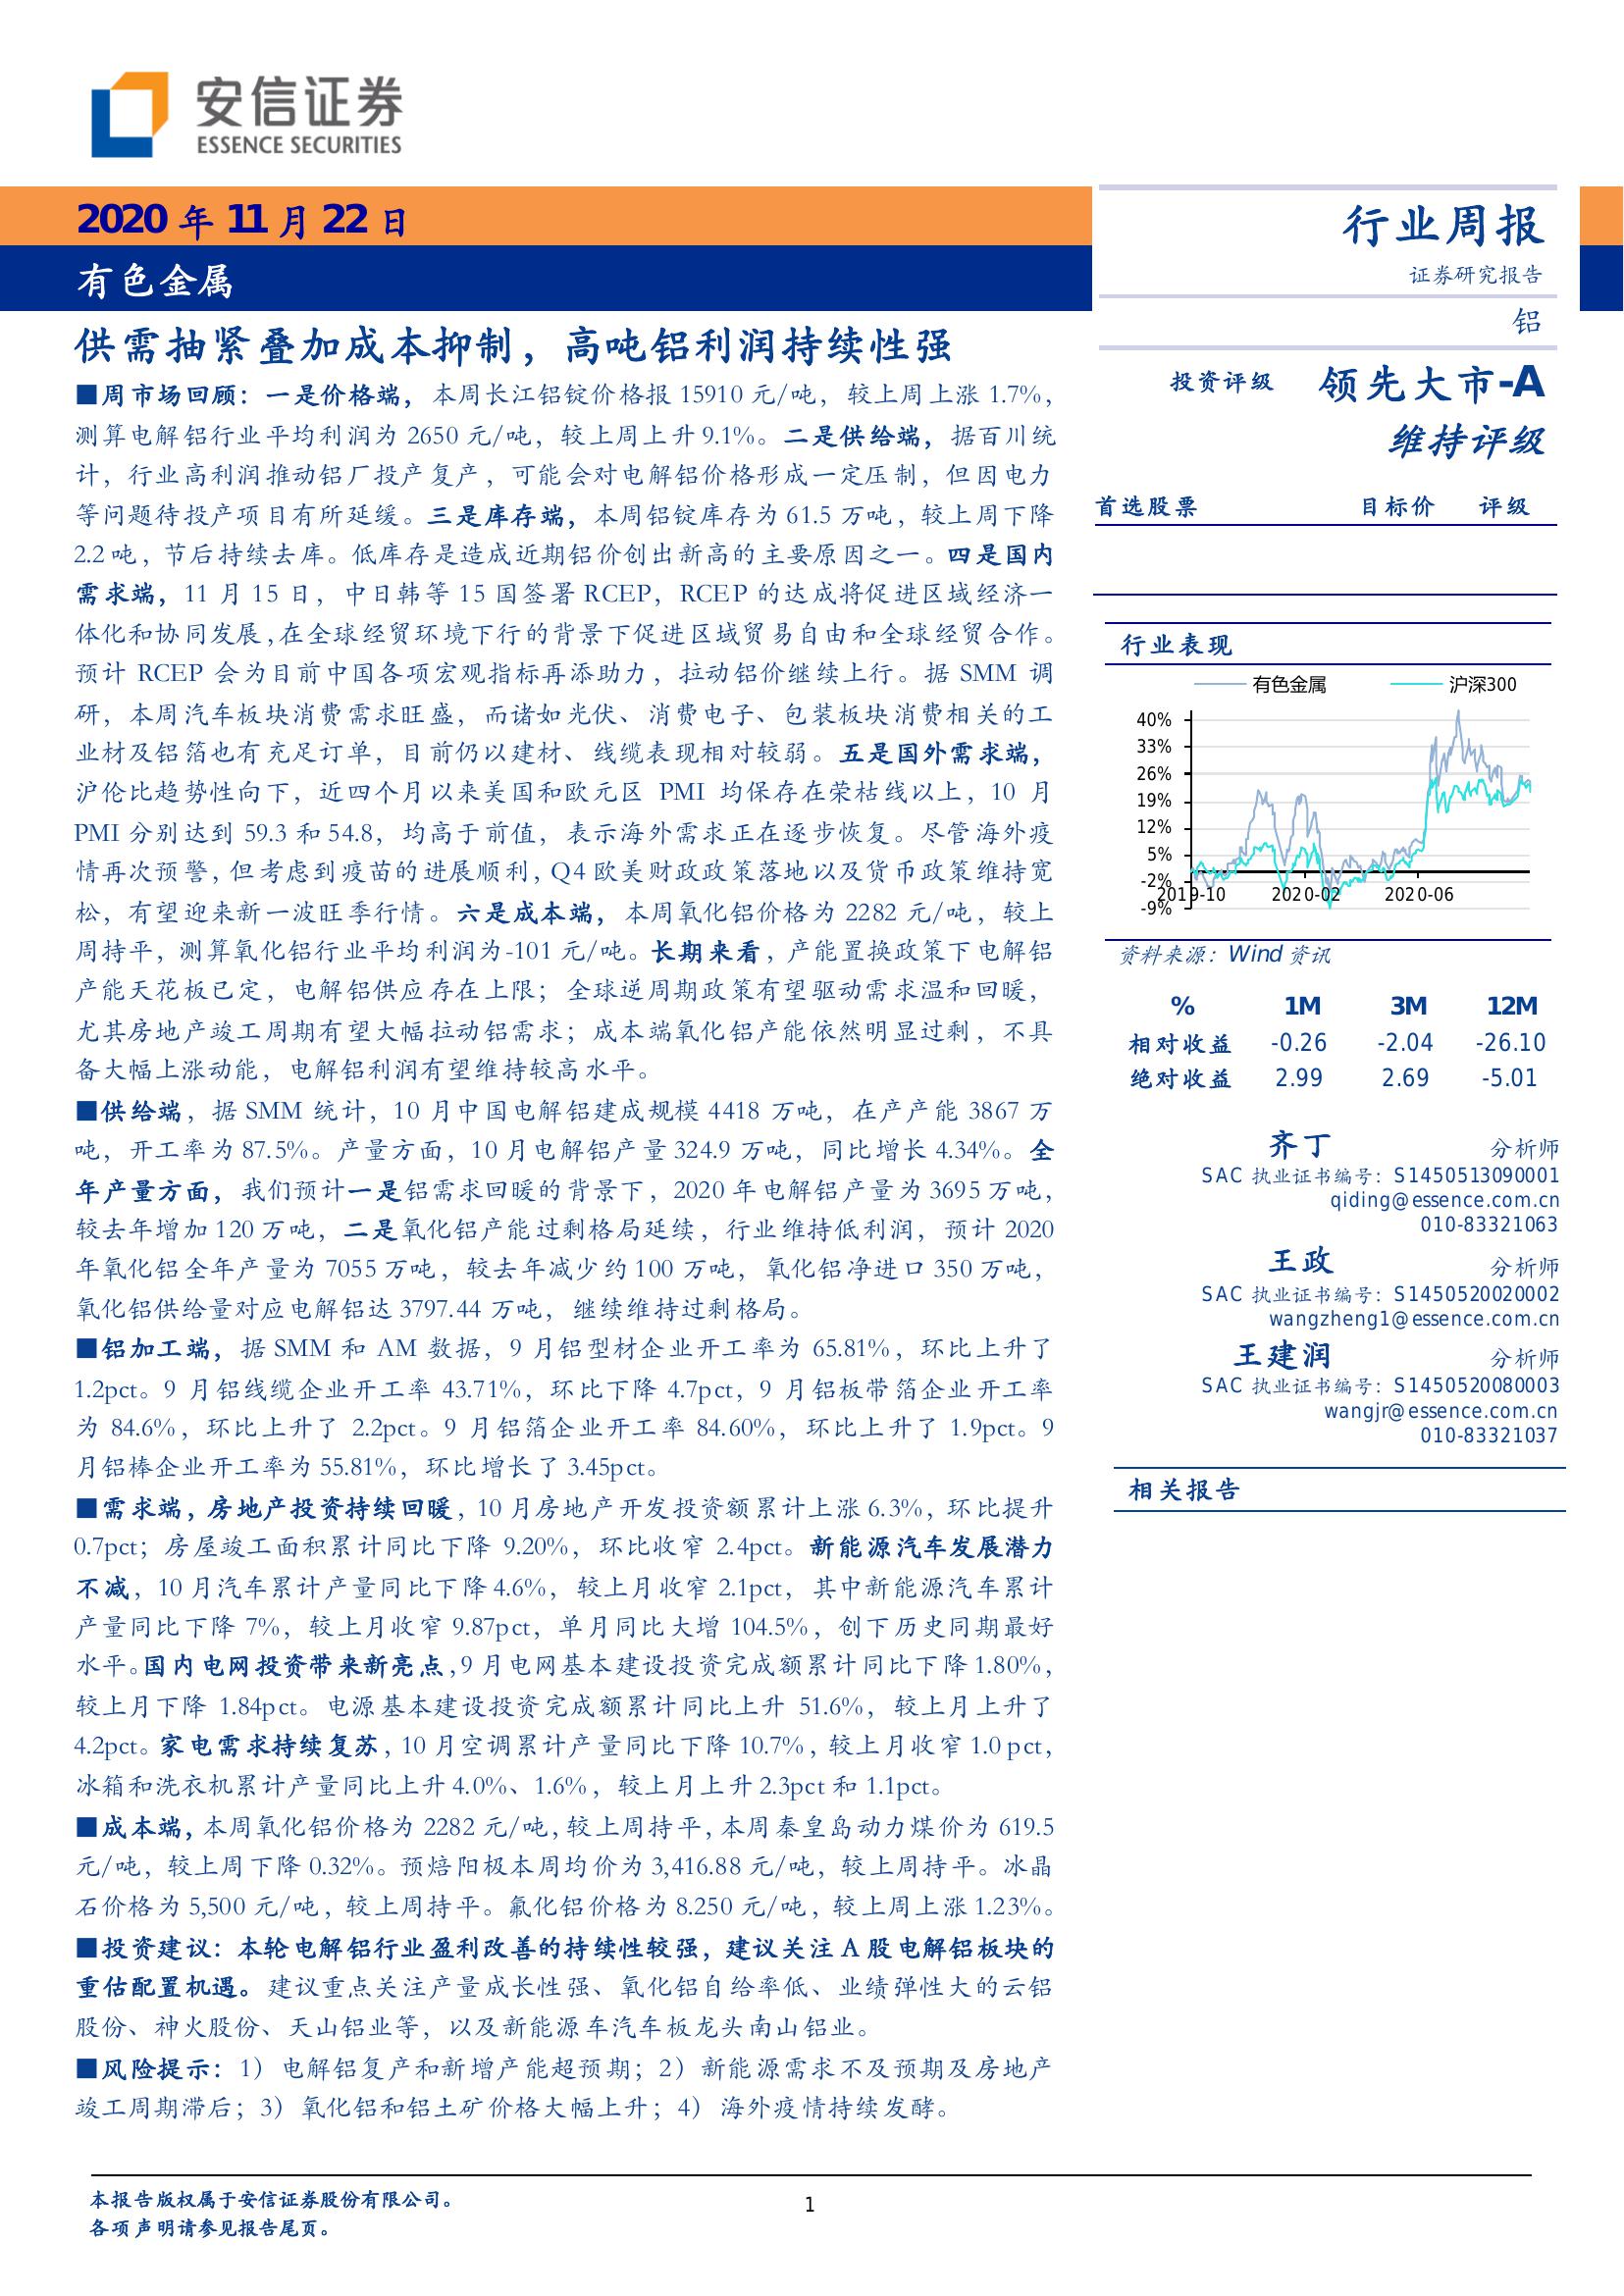 安信证券
ESSENCE SECURITIES
2020 年 11 月 22 日
有色金属
供需抽紧叠加成本抑制，高吨铝利润持续性强
■周市场回顾：一是价格端，本周长江铝锭价格报 15910 元/吨，较上周上涨 1.7%，
测算电解铝行业平均利润为 2650 元/吨，较上周上升 9.1%。二是供给端，据百川统
计，行业高利润推动铝厂投产复产，可能会对电解铝价格形成一定压制，但因电力
等问题待投产项目有所延缓。三是库存端，本周铝锭库存为 61.5 万吨，较上周下降
2.2 吨，节后持续去库。低库存是造成近期铝价创出新高的主要原因之一。四是国内
需求端，11 月 15 日，中日韩等 15 国签署 RCEP，RCEP 的达成将促进区域经济一
体化和协同发展，在全球经贸环境下行的背景下促进区域贸易自由和全球经贸合作。
预计 RCEP 会为目前中国各项宏观指标再添助力，拉动铝价继续上行。据 SMM 调
研，本周汽车板块消费需求旺盛，而诸如光伏、消费电子、包装板块消费相关的工
业材及铝箔也有充足订单，目前仍以建材、线缆表现相对较弱。五是国外需求端，
沪伦比趋势性向下，近四个月以来美国和欧元区 PMI 均保存在荣枯线以上，10 月
PMI 分别达到 59.3 和 54.8，均高于前值，表示海外需求正在逐步恢复。尽管海外疫
情再次预警，但考虑到疫苗的进展顺利，Q4 欧美财政政策落地以及货币政策维持宽
松，有望迎来新一波旺季行情。六是成本端，本周氧化铝价格为 2282 元/吨，较上
周持平，测算氧化铝行业平均利润为-101 元/吨。长期来看，产能置换政策下电解铝
产能天花板已定，电解铝供应存在上限；全球逆周期政策有望驱动需求温和回暖，
尤其房地产竣工周期有望大幅拉动铝需求；成本端氧化铝产能依然明显过剩，不具
备大幅上涨动能，电解铝利润有望维持较高水平。
■供给端，据 SMM 统计，10 月中国电解铝建成规模 4418 万吨，在产产能 3867 万
吨，开工率为 87.5%。产量方面，10 月电解铝产量 324.9 万吨，同比增长 4.34%。全
年产量方面，我们预计一是铝需求回暖的背景下，2020 年电解铝产量为 3695 万吨，
较去年增加 120 万吨，二是氧化铝产能过剩格局延续，行业维持低利润，预计 2020
年氧化铝全年产量为 7055 万吨，较去年减少约 100 万吨，氧化铝净进口 350 万吨，
氧化铝供给量对应电解铝达 3797.44 万吨，继续维持过剩格局。
■铝加工端，据 SMM 和 AM 数据，9 月铝型材企业开工率为 65.81%，环比上升了
1.2pct。9 月铝线缆企业开工率 43.71%，环比下降 4.7pct，9 月铝板带箔企业开工率
为 84.6%，环比上升了 2.2pct。9 月铝箔企业开工率 84.60%，环比上升了 1.9pct。9
月铝棒企业开工率为 55.81%，环比增长了 3.45pct。
■需求端，房地产投资持续回暖，10 月房地产开发投资额累计上涨 6.3%，环比提升
0.7pct；房屋竣工面积累计同比下降 9.20%，环比收窄 2.4pct。新能源汽车发展潜力
不减，10 月汽车累计产量同比下降 4.6%，较上月收窄 2.1pct，其中新能源汽车累计
产量同比下降 7%，较上月收窄 9.87pct，单月同比大增 104.5%，创下历史同期最好
水平。国内电网投资带来新亮点，9 月电网基本建设投资完成额累计同比下降 1.80%，
较上月下降 1.84pct。电源基本建设投资完成额累计同比上升 51.6%，较上月上升了
4.2pct。家电需求持续复苏，10 月空调累计产量同比下降 10.7%，较上月收窄 1.0 pct，
冰箱和洗衣机累计产量同比上升 4.0%、1.6%，较上月上升 2.3pct 和 1.1pct。
■成本端，本周氧化铝价格为 2282 元/吨，较上周持平，本周秦皇岛动力煤价为 619.5
元/吨，较上周下降 0.32%。预焙阳极本周均价为 3,416.88 元/吨，较上周持平。冰晶
石价格为 5,500 元/吨，较上周持平。氟化铝价格为 8.250 元/吨，较上周上涨 1.23%。
■投资建议：本轮电解铝行业盈利改善的持续性较强，建议关注 A 股电解铝板块的
重估配置机遇。建议重点关注产量成长性强、氧化铝自给率低、业绩弹性大的云铝
股份、神火股份、天山铝业等，以及新能源车汽车板龙头南山铝业。
■风险提示：1）电解铝复产和新增产能超预期；2）新能源需求不及预期及房地产
竣工周期滞后；3）氧化铝和铝土矿价格大幅上升；4）海外疫情持续发酵。
行业周报
证券研究报告
铝
投资评级 领先大市-A
维持评级
首选股票 目标价 评级
行业表现
有色金属 沪深300
40%
33%
26%
19%
12%
5%
-2%
-9%
2019-10 2020-02 2020-06
资料来源：Wind 资讯
% 1M 3M 12M
相对收益 -0.26 -2.04 -26.10
绝对收益 2.99 2.69 -5.01
齐丁 分析师
SAC 执业证书编号：S1450513090001
qiding@essence.com.cn
010-83321063
王政 分析师
SAC 执业证书编号：S1450520020002
wangzheng1@essence.com.cn
王建润 分析师
SAC 执业证书编号：S1450520080003
wangjr@essence.com.cn
010-83321037
相关报告
本报告版权属于安信证券股份有限公司。
各项声明请参见报告尾页。
1